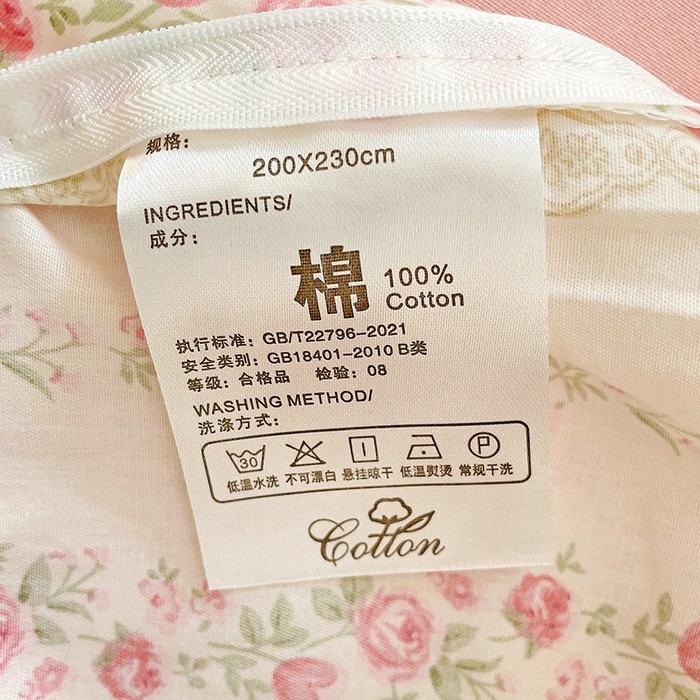 规格:
200X230cm
INGREDIENTS/
成分:
棉 100% Cotton
执行标准: GB/T22796-2021
安全类别: GB18401-2010 B类
等级: 合格品 检验: 08
WASHING METHOD/
洗涤方式:
30
P
低温水洗 不可漂白 悬挂晾干 低温熨烫 常规干洗
Cotton